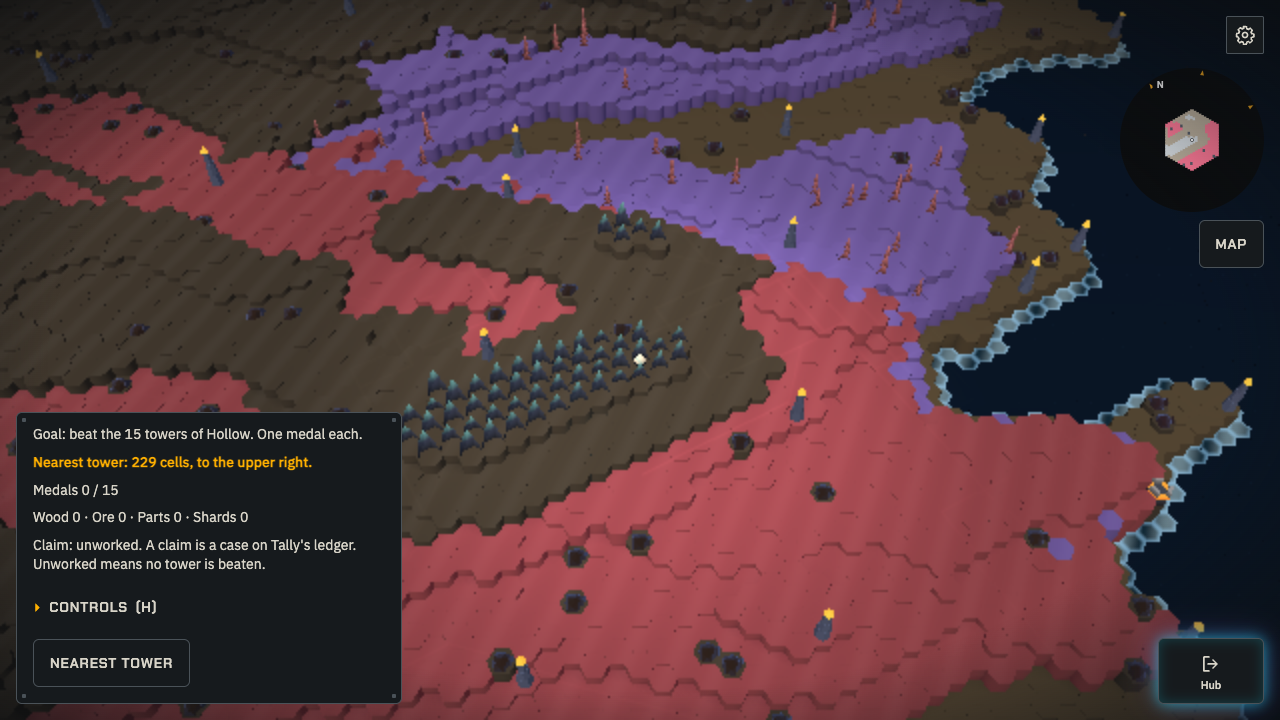 N
MAP
Goal: beat the 15 towers of Hollow. One medal each.
Nearest tower: 229 cells, to the upper right.
Medals 0 / 15
Wood 0 · Ore 0 · Parts 0 · Shards 0
Claim: unworked. A claim is a case on Tally's ledger.
Unworked means no tower is beaten.
CONTROLS (H)
NEAREST TOWER
Hub